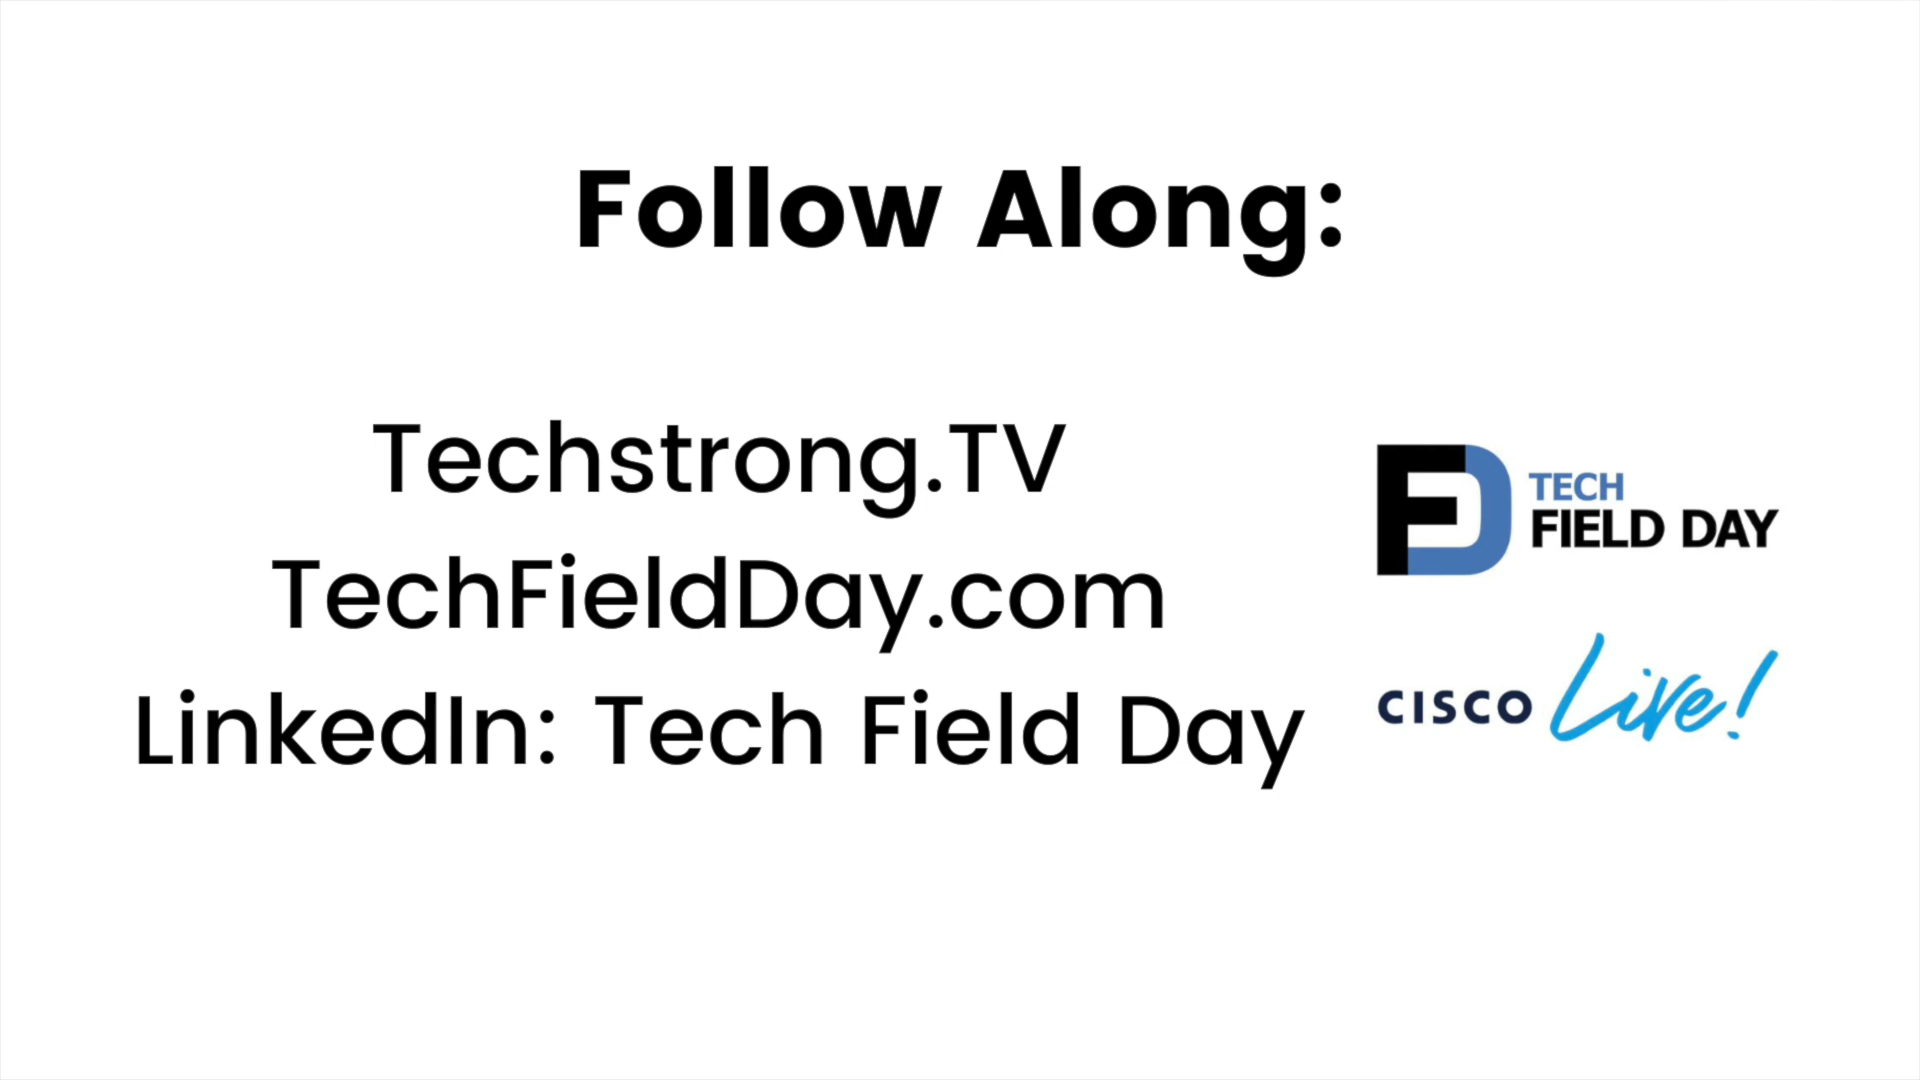 Follow Along:
Techstrong.TV
TechFieldDay.com
LinkedIn: Tech Field Day
TECH
FIELD DAY
CISCO Live!